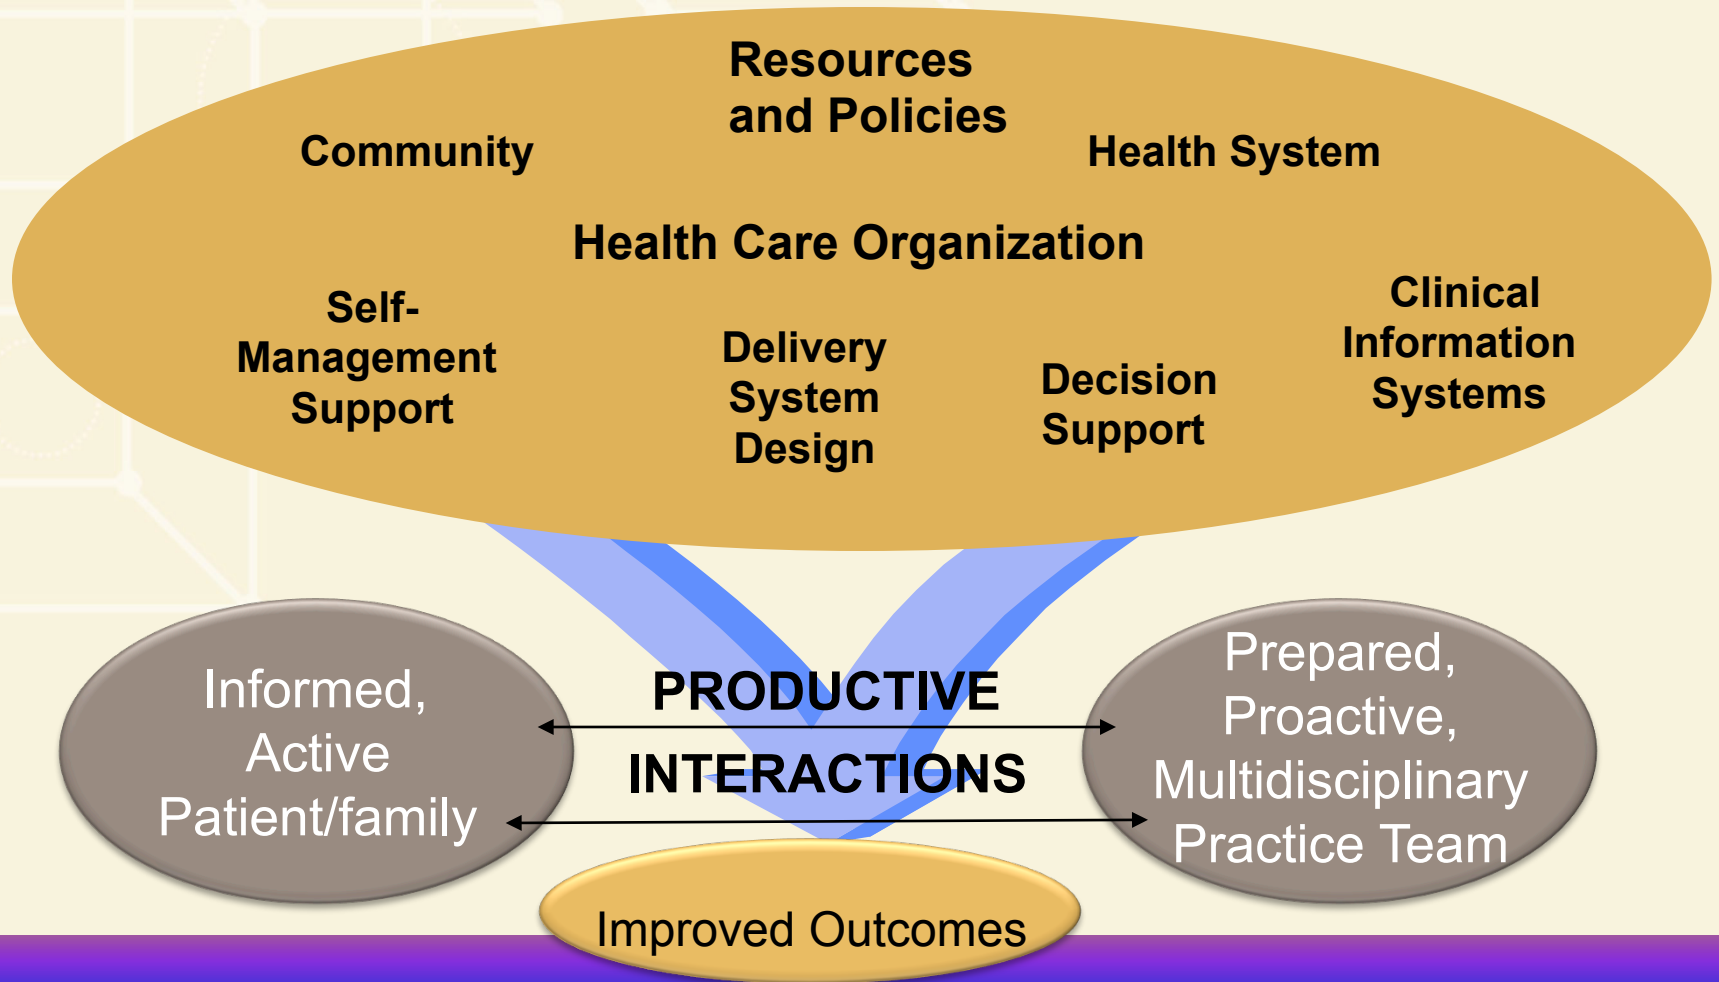 Resources
and Policies
Community
Health System
Health Care Organization
Self-
Management
Support
Delivery
System
Design
Decision
Support
Clinical
Information
Systems
Informed,
Active
Patient/family
PRODUCTIVE
INTERACTIONS
Prepared,
Proactive,
Multidisciplinary
Practice Team
Improved Outcomes